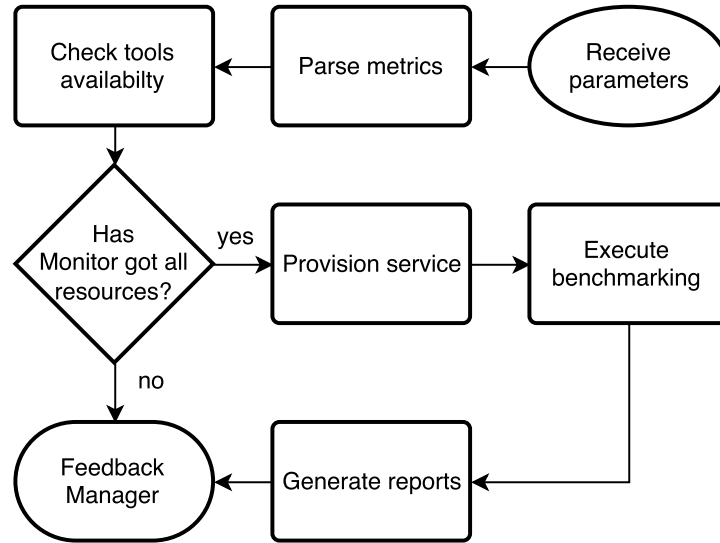 Check tools
availabilty
Parse metrics
Receive
parameters
Has
Monitor got all
resources?
yes
Provision service
Execute
benchmarking
no
Feedback
Manager
Generate reports